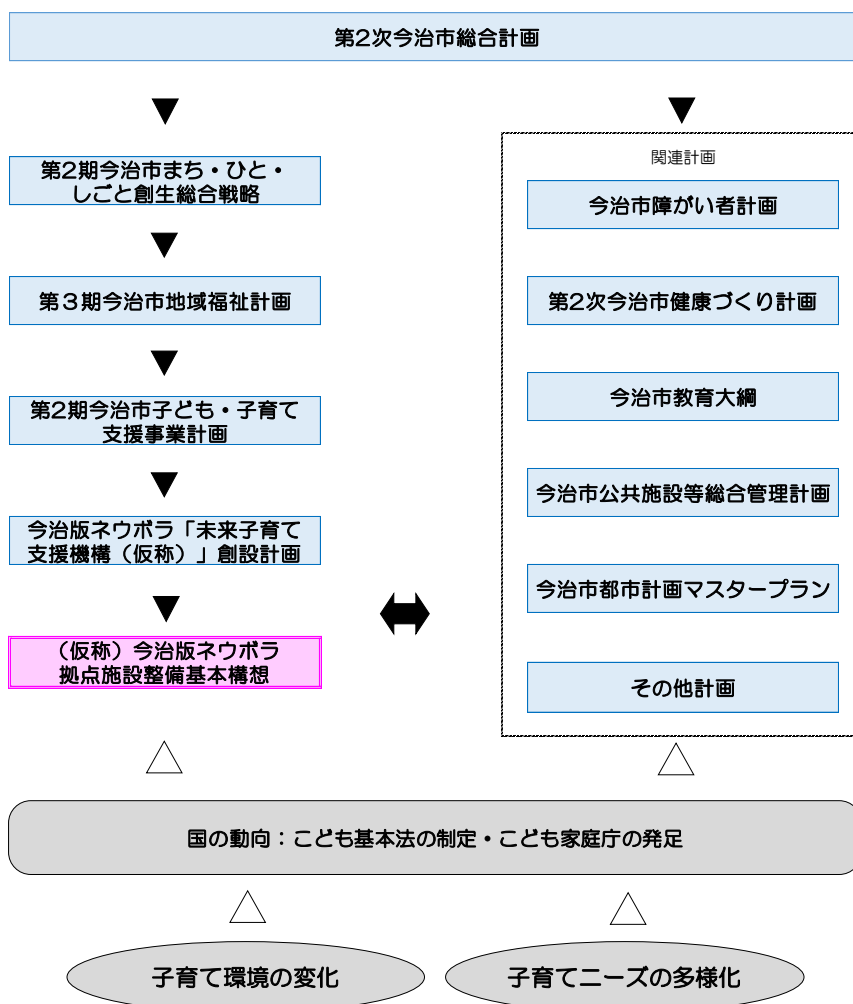 第2次今治市総合計画
第2期今治市まち・ひと・
しごと創生総合戦略
第３期今治市地域福祉計画
第2期今治市子ども・子育て
支援事業計画
今治版ネウボラ「未来子育て
支援機構（仮称）」創設計画
（仮称）今治版ネウボラ
拠点施設整備基本構想
関連計画
今治市障がい者計画
第2次今治市健康づくり計画
今治市教育大綱
今治市公共施設等総合管理計画
今治市都市計画マスタープラン
その他計画
国の動向：こども基本法の制定・こども家庭庁の発足
子育て環境の変化
子育てニーズの多様化